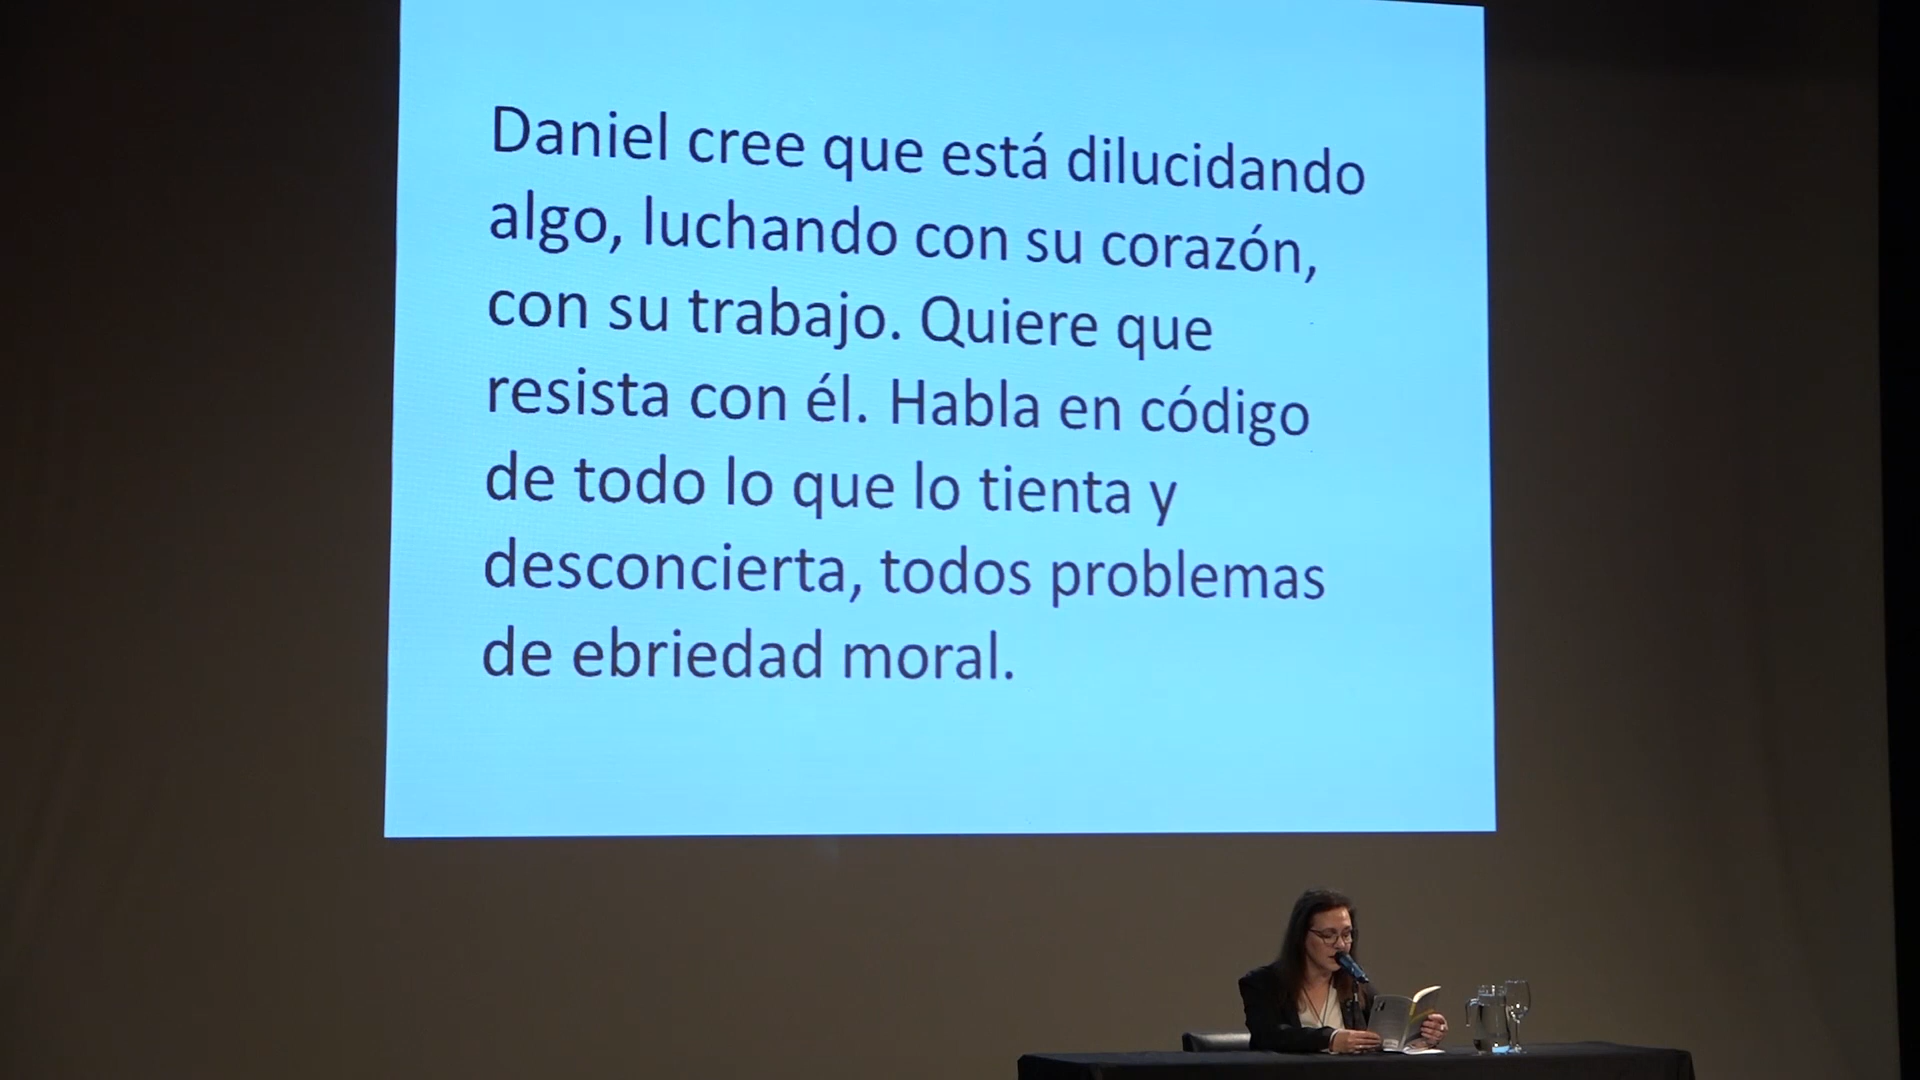 Daniel cree que está dilucidando
algo, luchando con su corazón,
con su trabajo. Quiere que
resista con él. Habla en código
de todo lo que lo tienta y
desconcierta, todos problemas
de ebriedad moral.